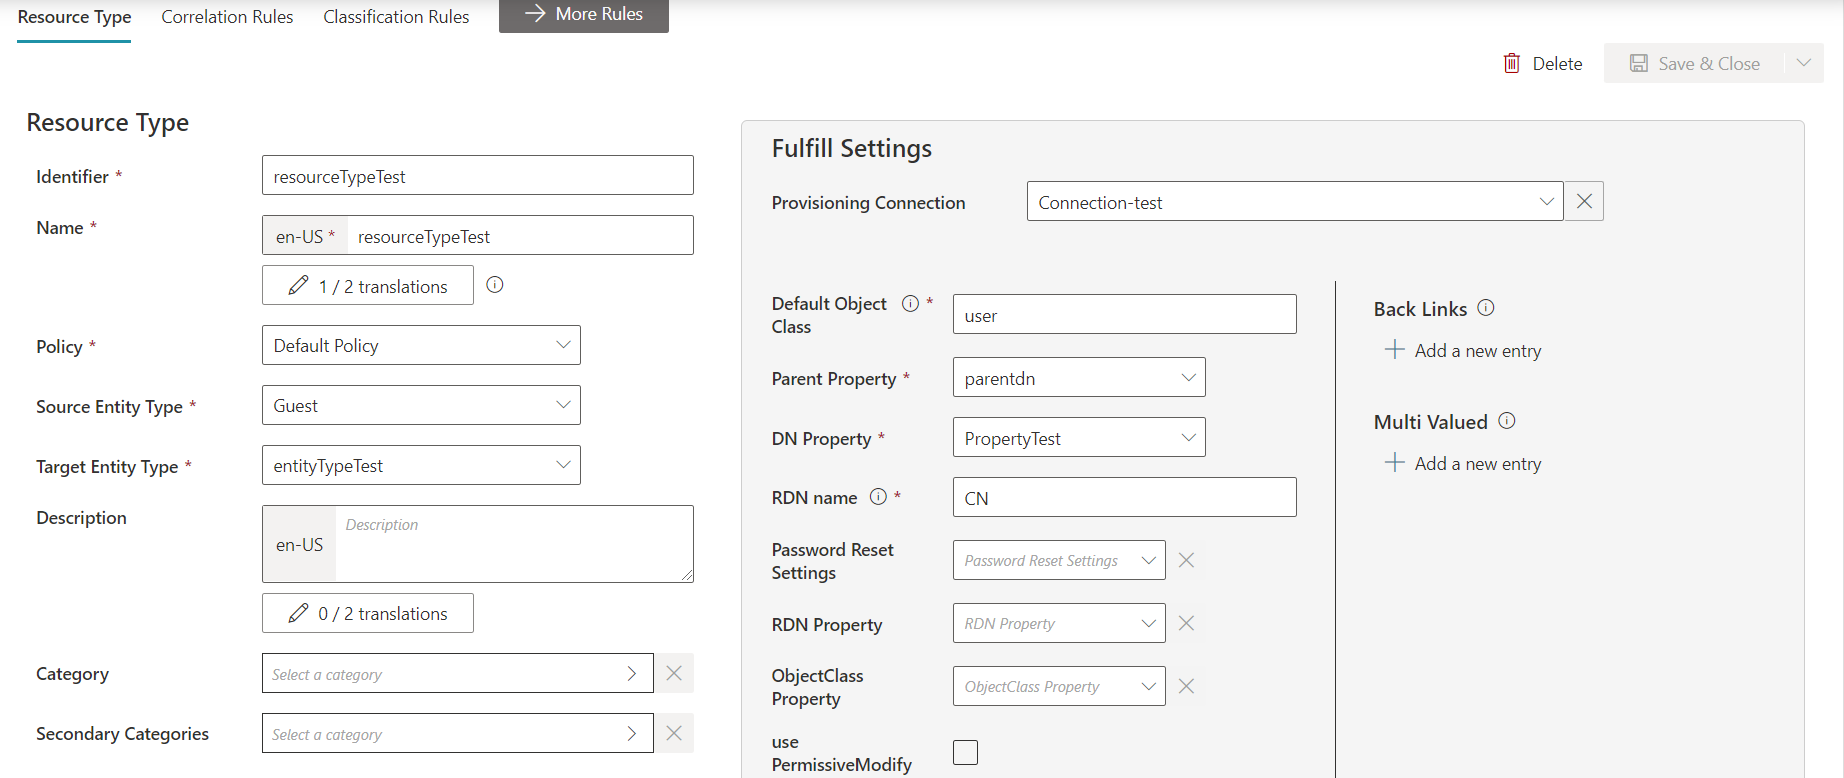 Resource Type
Correlation Rules
Classification Rules
More Rules
Delete
Save & Close
Resource Type
Identifier *
resourceTypeTest
Name *
en-US * resourceTypeTest
1 / 2 translations
Policy *
Default Policy
Source Entity Type *
Guest
Target Entity Type *
entityTypeTest
Description
en-US
Description
0 / 2 translations
Category
Select a category
Secondary Categories
Select a category
Fulfill Settings
Provisioning Connection
Connection-test
Default Object
Class
*
user
Parent Property *
parentdn
DN Property *
PropertyTest
RDN name *
CN
Password Reset
Settings
Password Reset Settings
RDN Property
RDN Property
ObjectClass
Property
ObjectClass Property
use
PermissiveModify
Back Links
Add a new entry
Multi Valued
Add a new entry